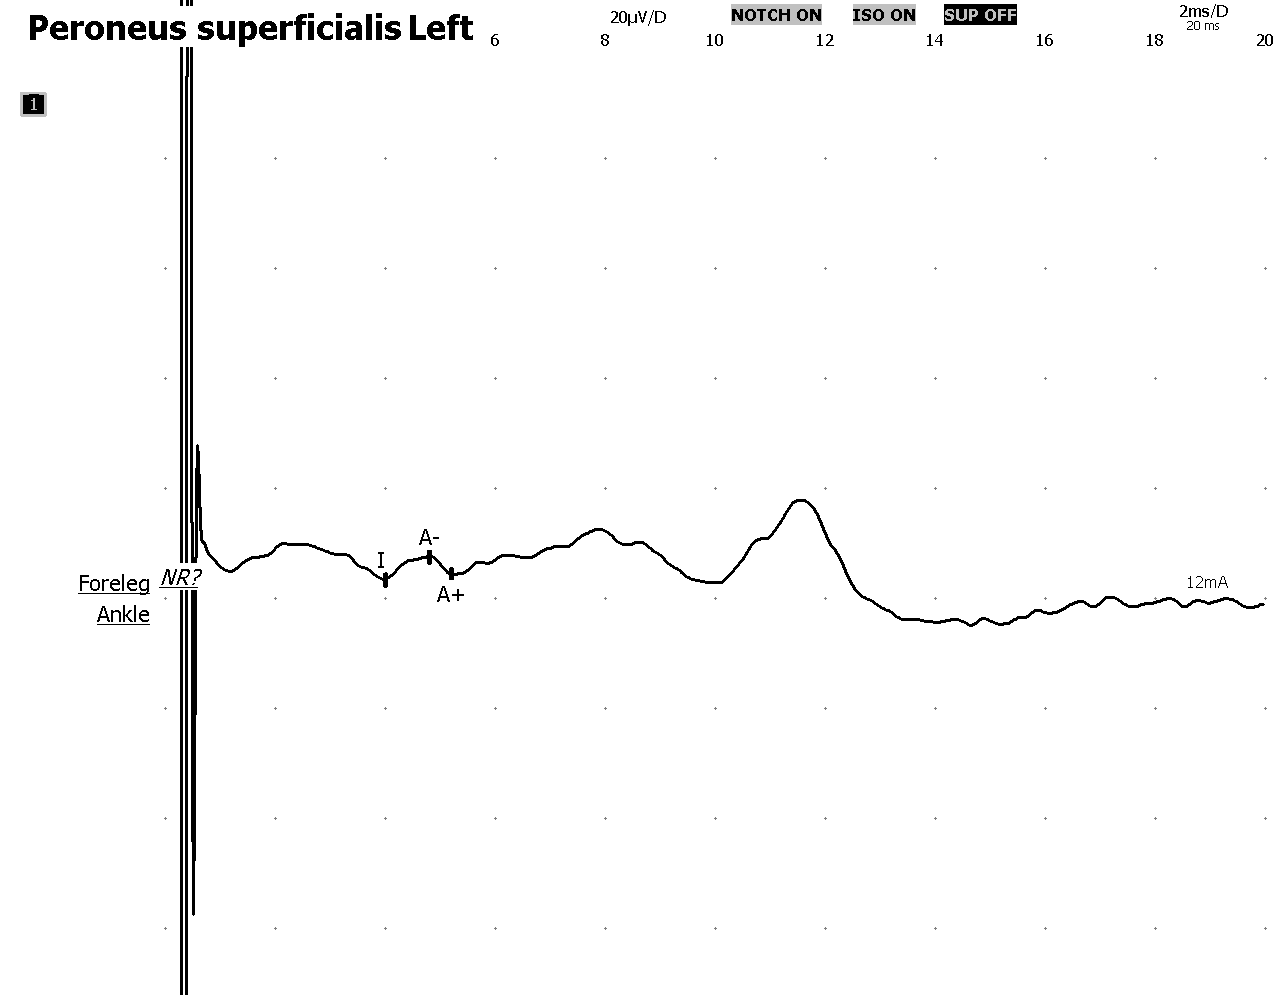 Peroneus superficialis Left
20µV/D NOTCH ON ISO ON SUP OFF 2ms/D
20 ms
6 8 10 12 14 16 18 20
1
A-
I
NR?
Foreleg
A+
12mA
Ankle